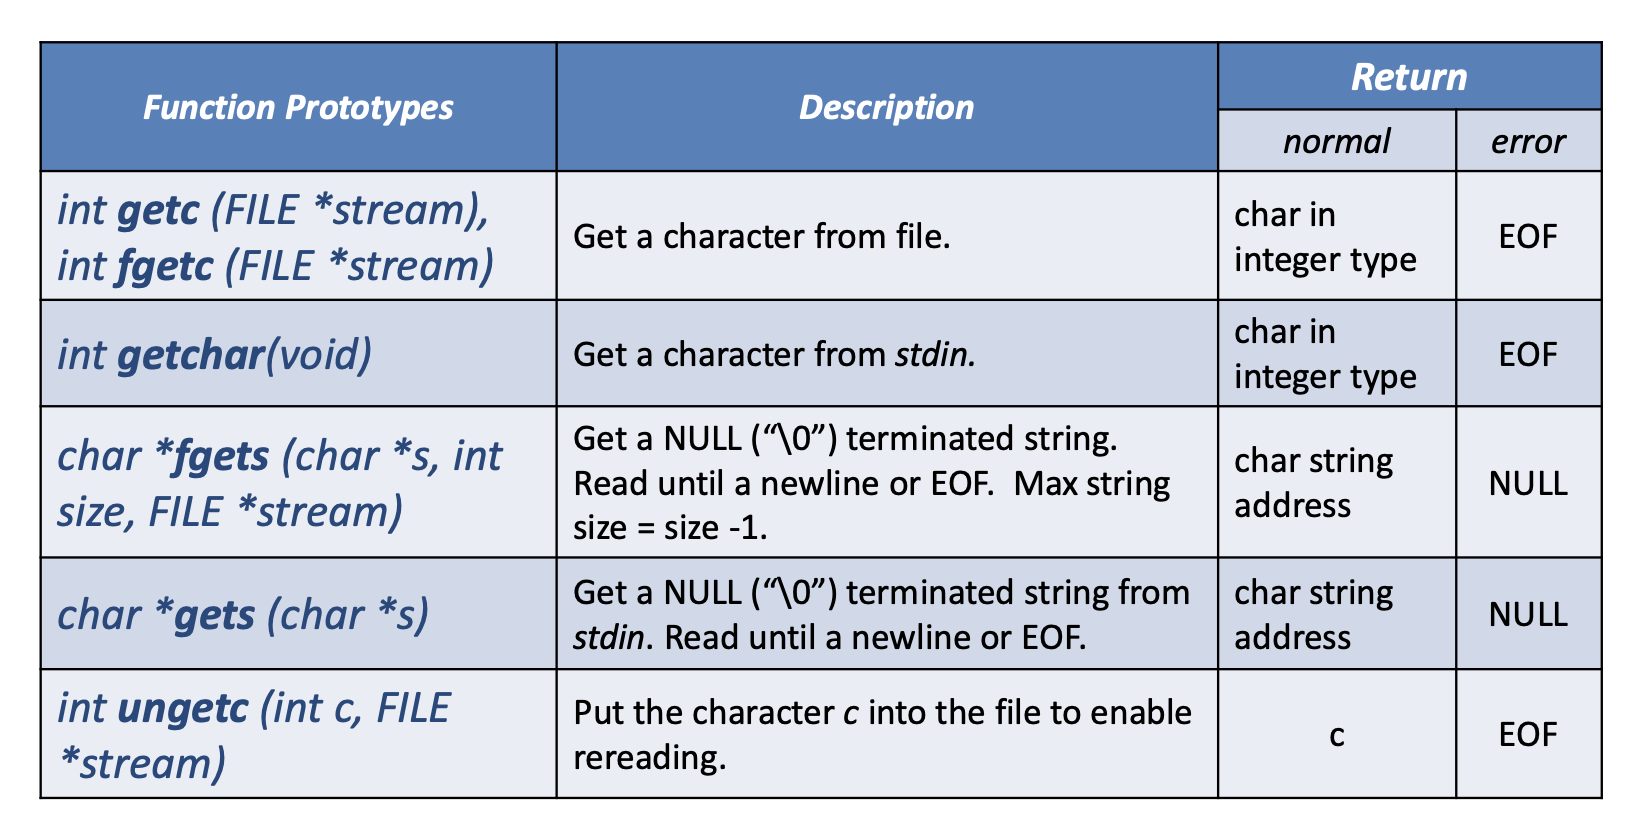 Function Prototypes
Description
Return
normal
error
int getc (FILE *stream),
int fgetc (FILE *stream)
Get a character from file.
char in
integer type
EOF
int getchar(void)
Get a character from stdin.
char in
integer type
EOF
char *fgets (char *s, int
size, FILE *stream)
Get a NULL (“\0”) terminated string.
Read until a newline or EOF.  Max string
size = size -1.
char string
address
NULL
char *gets (char *s)
Get a NULL (“\0”) terminated string from
stdin. Read until a newline or EOF.
char string
address
NULL
int ungetc (int c, FILE
*stream)
Put the character c into the file to enable
rereading.
c
EOF